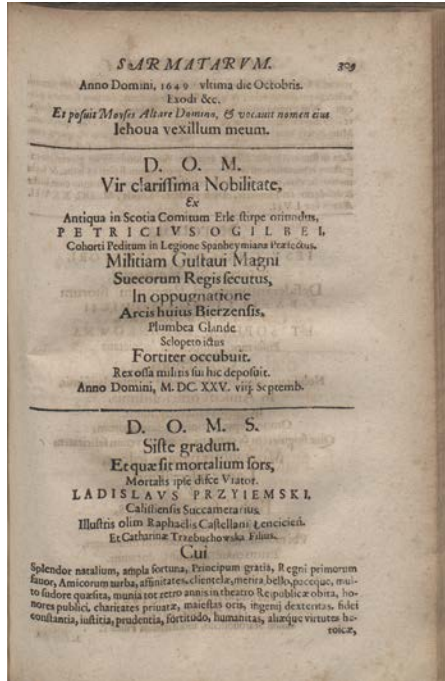 SARMATARVM. 309
Anno Domini, 1649 vltima die Octobris.
Exodi &c.
Et posuit Moyses Altare Domino, & vocauit nomen eius
Iehoua vexillum meum.
D. O. M.
Vir clarissima Nobilitate,
Ex
Antiqua in Scotia Comitum Erle stirpe oriundus,
PETRICIVS OGILBEI,
Cohorti Peditum in Legione Spanheymiana Præfectus.
Militiam Gustaui Magni
Suecorum Regis secutus,
In oppugnatione
Arcis huius Bierzensis,
Plumbea Glande
Sclopeto ictus
Fortiter occubuit.
Rex ossa militis sui hic deposuit.
Anno Domini, M. DC XXV. viij. Septemb.
D. O. M. S.
Siste gradum.
Et quæ sit mortalium sors,
Mortalis ipse disce Viator.
LADISLAVS PRZYIEMSKI,
Calissiensis Succamerarius,
Illustris olim Raphaelis Castellani Lencicien.
Et Catharinæ Trzebuchowska Filius.
Cui
Splendor natalium, ampla fortuna, Principum gratia, Regni primorum
fauor, Amicorum turba, affinitates, clientelæ, merita bello, paceque, mul-
to sudore quæsita, munia tot retro annis in theatro Reipublicæ obita, ho-
nores publici, charitates priuatæ, maiestas oris, ingenij dexteritas, fidei
constantia, iustitia, prudentia, fortitudo, humanitas, aliæque virtutes he-
roicæ,